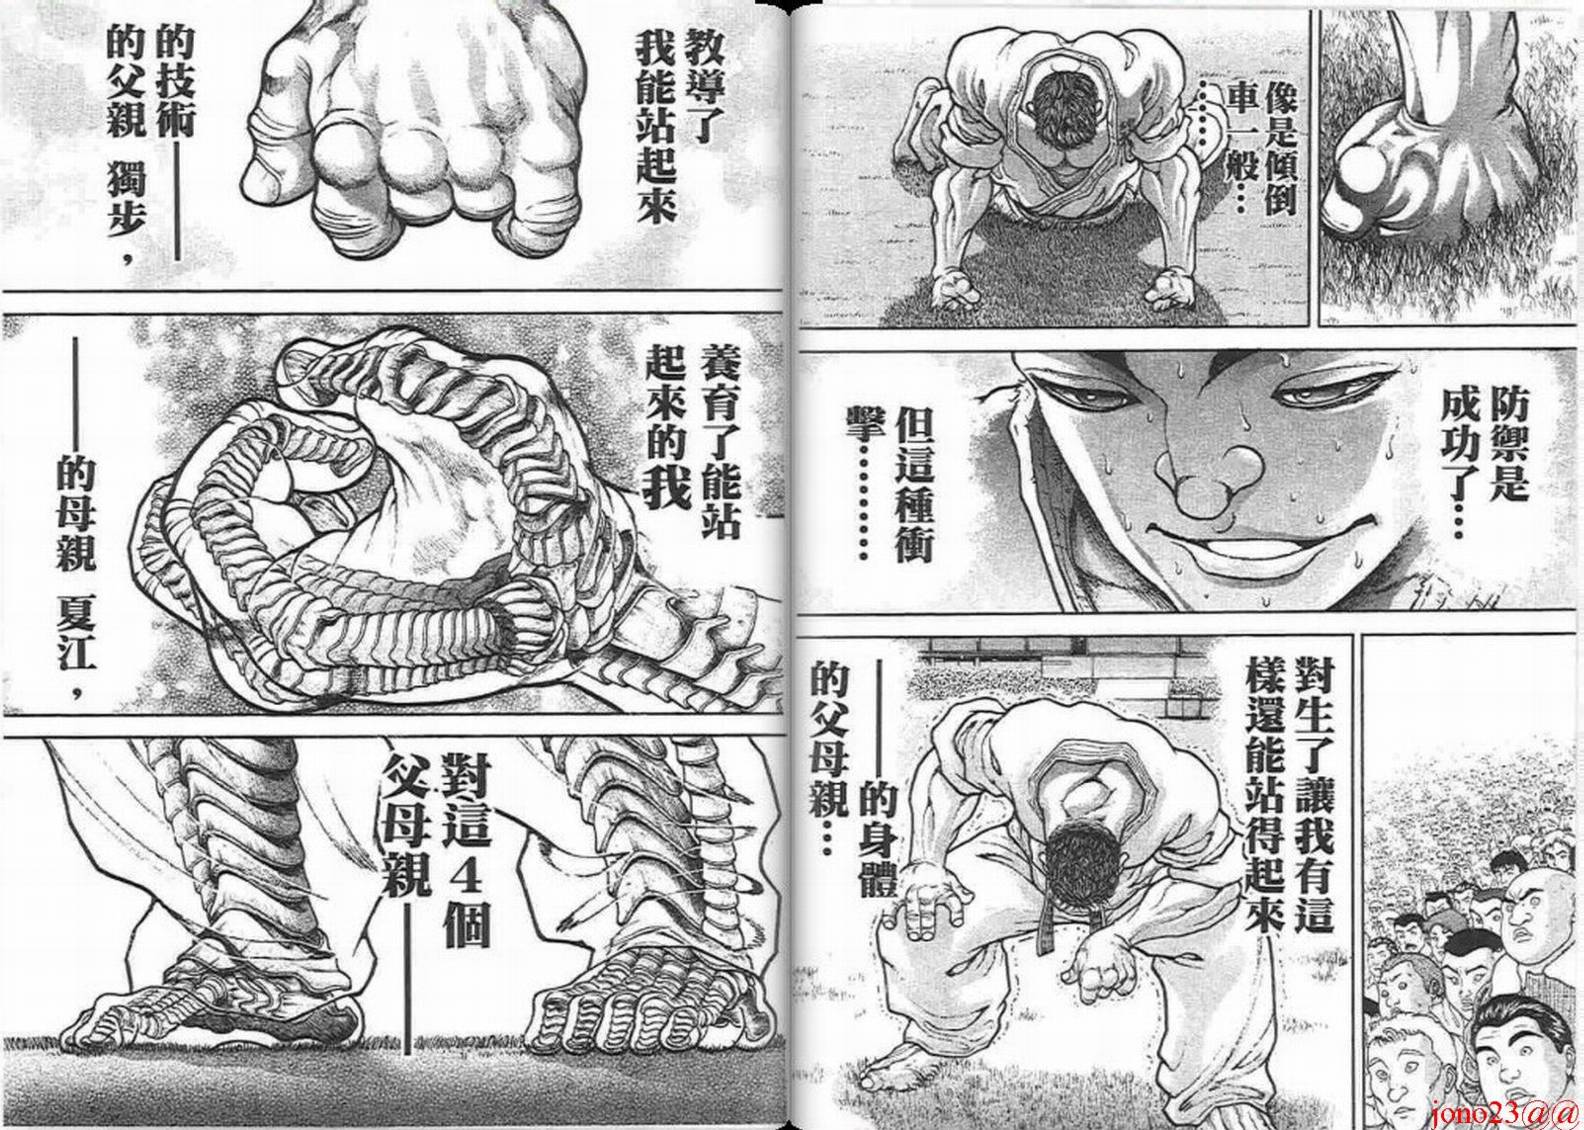 像是傾倒
車一般…
……
防禦是
成功了…
但這種衝
擊………
對生了讓我有這
樣還能站得起來
——的身體
的父母親…
教導了
我能站起來
的技術——
的父親 獨步，
養育了能站
起來的我
——的母親 夏江，
對這4個
父母親——
jono23@@